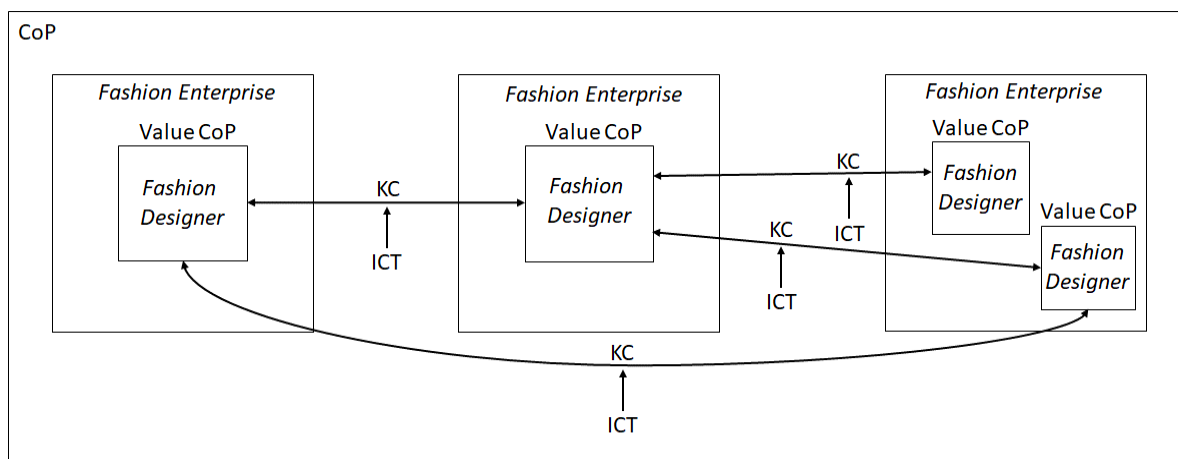 CoP
Fashion Enterprise
Value CoP
Fashion
Designer
KC
ICT
Fashion Enterprise
Value CoP
Fashion
Designer
KC
ICT
KC
ICT
Fashion Enterprise
Value CoP
Fashion
Designer
Value CoP
Fashion
Designer
KC
ICT